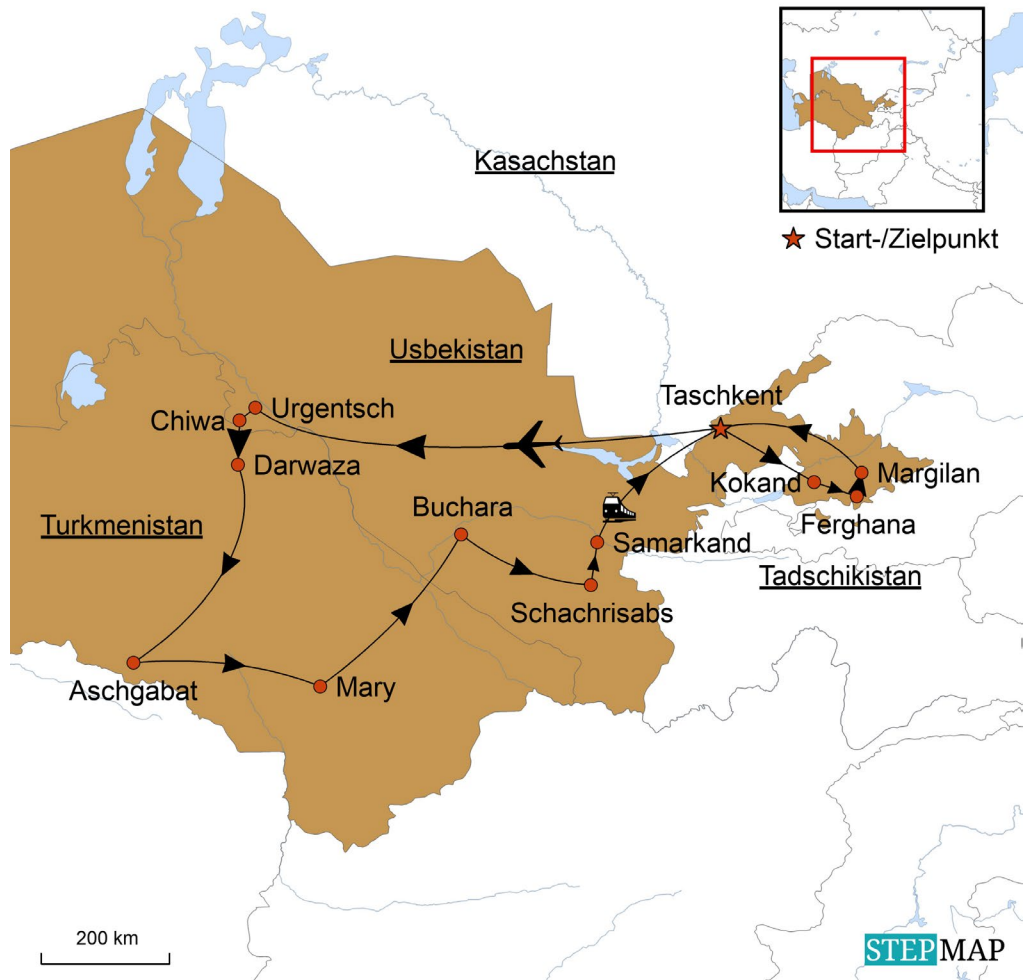 Kasachstan
Start-/Zielpunkt
Usbekistan
Taschkent
Chiwa
Urgentsch
Darwaza
Kokand
Margilan
Buchara
Ferghana
Turkmenistan
Samarkand
Tadschikistan
Schachrisabs
Aschgabat
Mary
200 km
STEPMAP